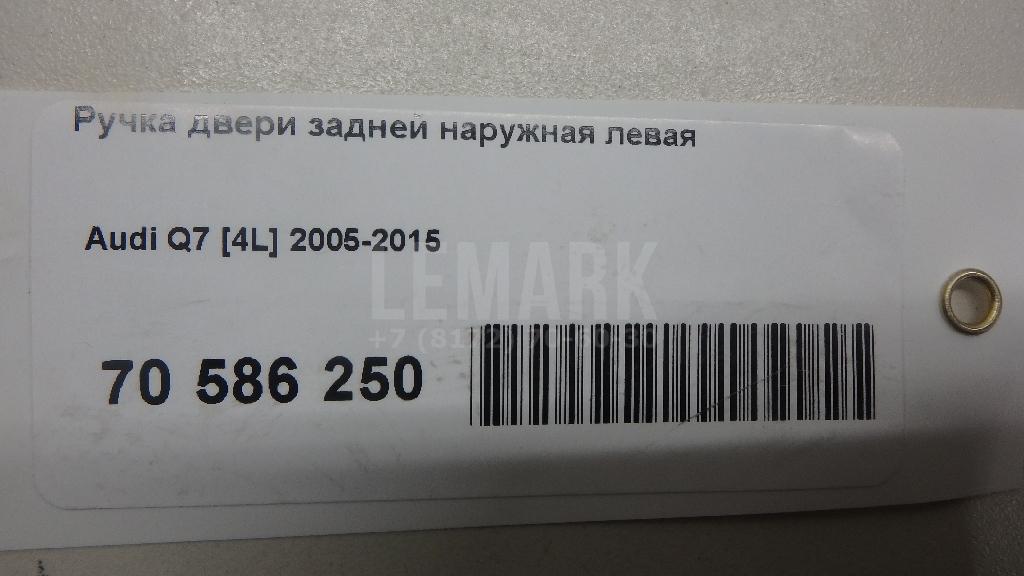 Ручка двери задней наружная левая
Audi Q7 [4L] 2005-2015
LEMARK
70 586 250